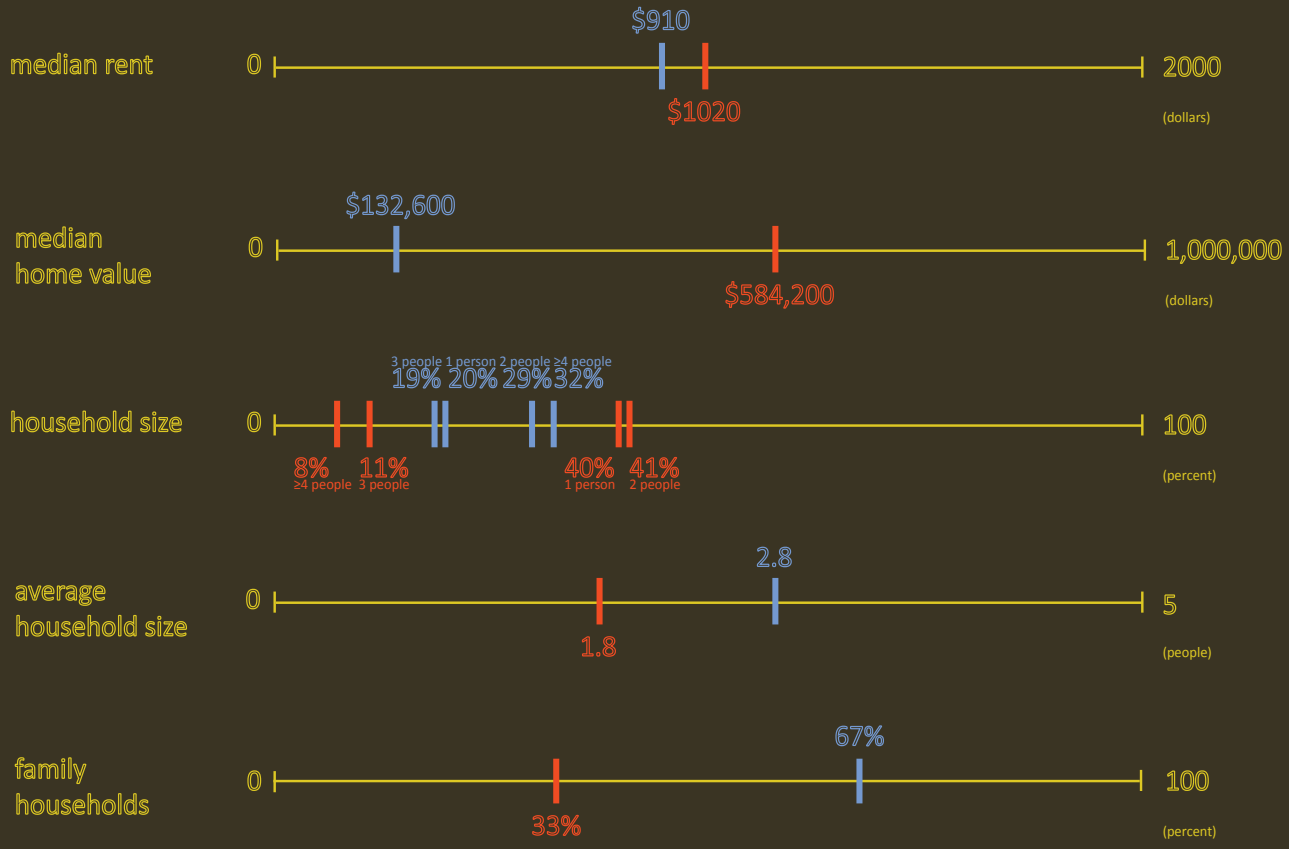 $910
median rent 0 2000
$1020
(dollars)
$132,600
median
home value
0 1,000,000
$584,200
(dollars)
3 people 1 person 2 people ≥4 people
19% 20% 29% 32%
household size 0 100
8% 11% 40% 41%
≥4 people 3 people 1 person 2 people
(percent)
2.8
average
household size
0 5
1.8
(people)
67%
family
households
0 100
33%
(percent)